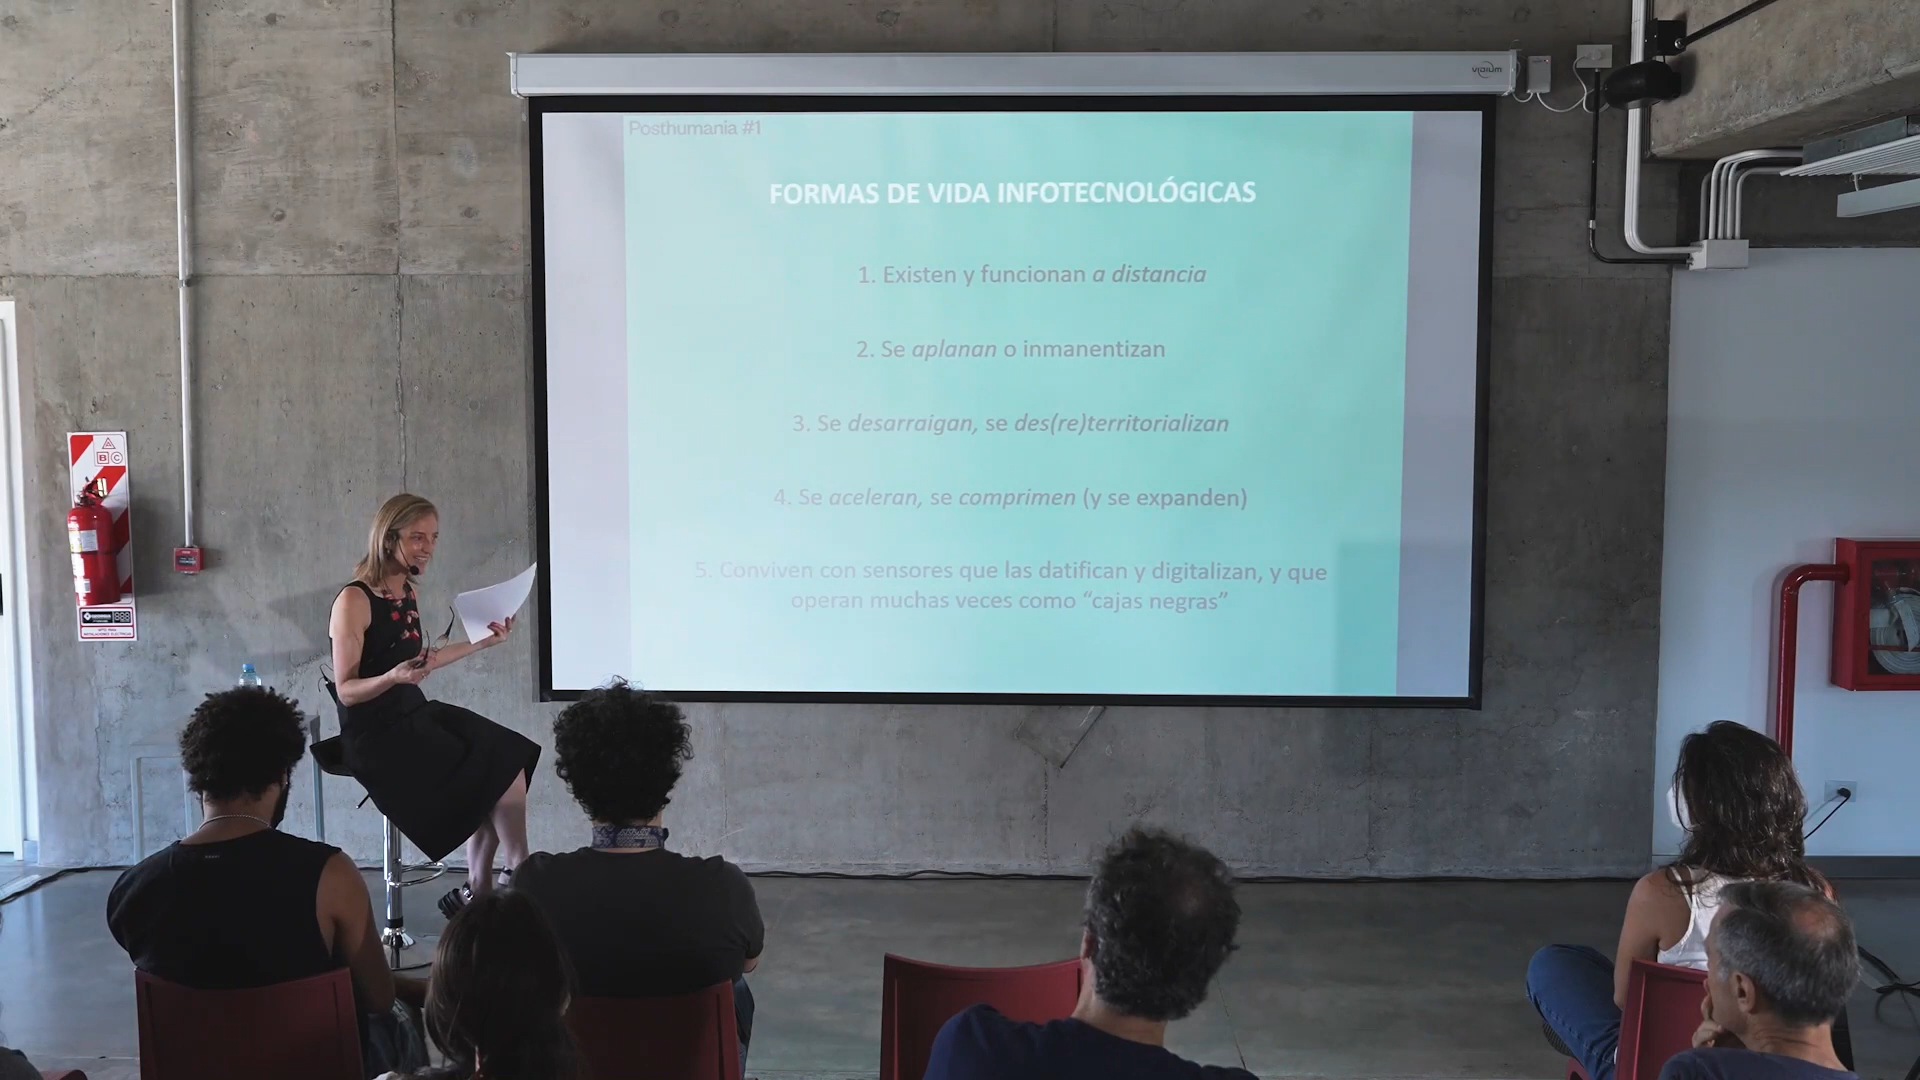 vidium
Posthumania #1
FORMAS DE VIDA INFOTECNOLÓGICAS
1. Existen y funcionan a distancia
2. Se aplanan o inmanentizan
3. Se desarraigan, se des(re)territorializan
4. Se aceleran, se comprimen (y se expanden)
5. Conviven con sensores que las datifican y digitalizan, y que
operan muchas veces como “cajas negras”
A
B C